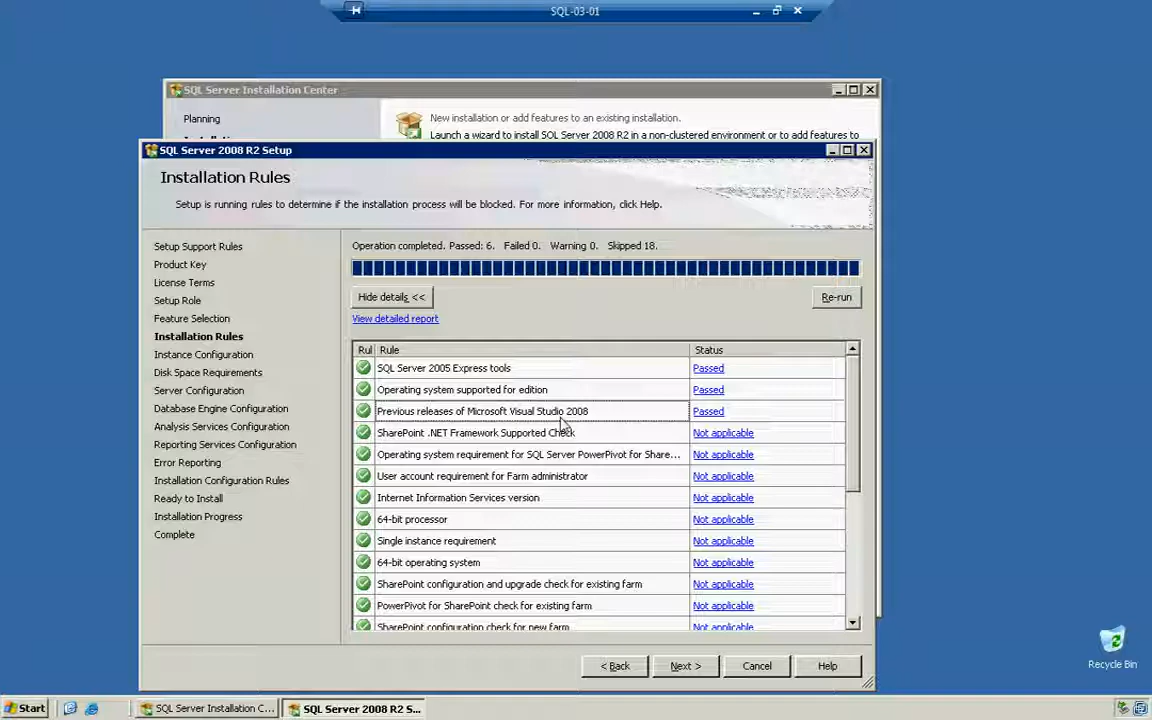 SQL-03-01
SQL Server Installation Center
Planning
New installation or add features to an existing installation.
Launch a wizard to install SQL Server 2008 R2 in a non-clustered environment or to add features to
SQL Server 2008 R2 Setup
Installation Rules
Setup is running rules to determine if the installation process will be blocked. For more information, click Help.
Setup Support Rules
Product Key
License Terms
Setup Role
Feature Selection
Installation Rules
Instance Configuration
Disk Space Requirements
Server Configuration
Database Engine Configuration
Analysis Services Configuration
Reporting Services Configuration
Error Reporting
Installation Configuration Rules
Ready to Install
Installation Progress
Complete
Operation completed. Passed: 6. Failed 0. Warning 0. Skipped 18.
Hide details <<
Re-run
View detailed report
Rul Rule Status
SQL Server 2005 Express tools Passed
Operating system supported for edition Passed
Previous releases of Microsoft Visual Studio 2008 Passed
SharePoint .NET Framework Supported Check Not applicable
Operating system requirement for SQL Server PowerPivot for Share... Not applicable
User account requirement for Farm administrator Not applicable
Internet Information Services version Not applicable
64-bit processor Not applicable
Single instance requirement Not applicable
64-bit operating system Not applicable
SharePoint configuration and upgrade check for existing farm Not applicable
PowerPivot for SharePoint check for existing farm Not applicable
SharePoint configuration check for new farm Not applicable
< Back Next > Cancel Help
Recycle Bin
Start SQL Server Installation C... SQL Server 2008 R2 S...